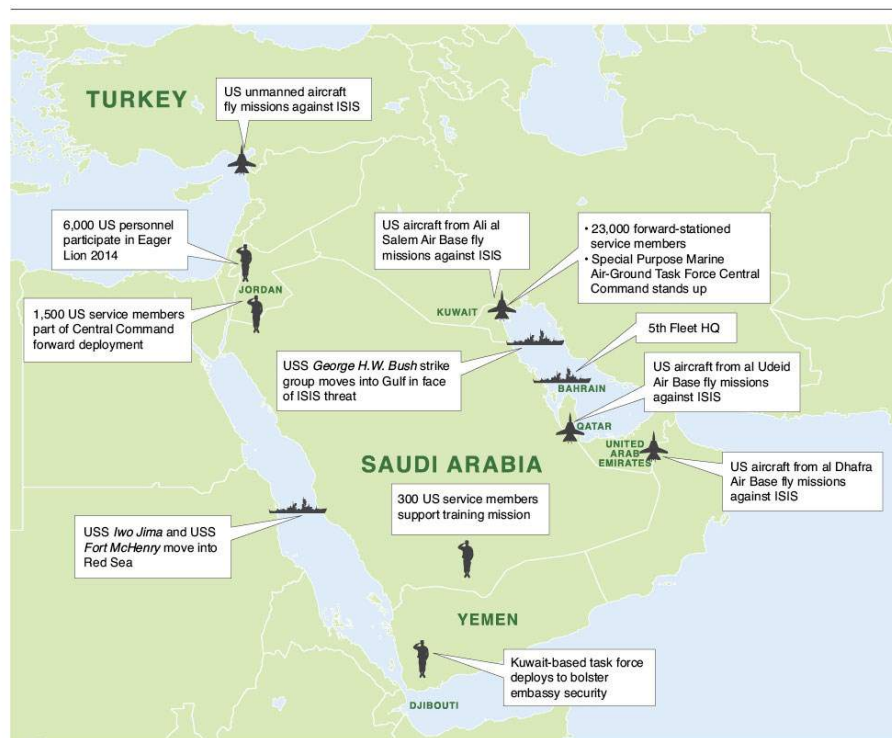 TURKEY
US unmanned aircraft
fly missions against ISIS
6,000 US personnel
participate in Eager
Lion 2014
JORDAN
1,500 US service members
part of Central Command
forward deployment
US aircraft from Ali al
Salem Air Base fly
missions against ISIS
• 23,000 forward-stationed
service members
• Special Purpose Marine
Air-Ground Task Force Central
Command stands up
KUWAIT
5th Fleet HQ
USS George H.W. Bush strike
group moves into Gulf in face
of ISIS threat
BAHRAIN
US aircraft from al Udeid
Air Base fly missions
against ISIS
QATAR
UNITED
ARAB
EMIRATES
SAUDI ARABIA
US aircraft from al Dhafra
Air Base fly missions
against ISIS
300 US service members
support training mission
USS Iwo Jima and USS
Fort McHenry move into
Red Sea
YEMEN
Kuwait-based task force
deploys to bolster
embassy security
DJIBOUTI